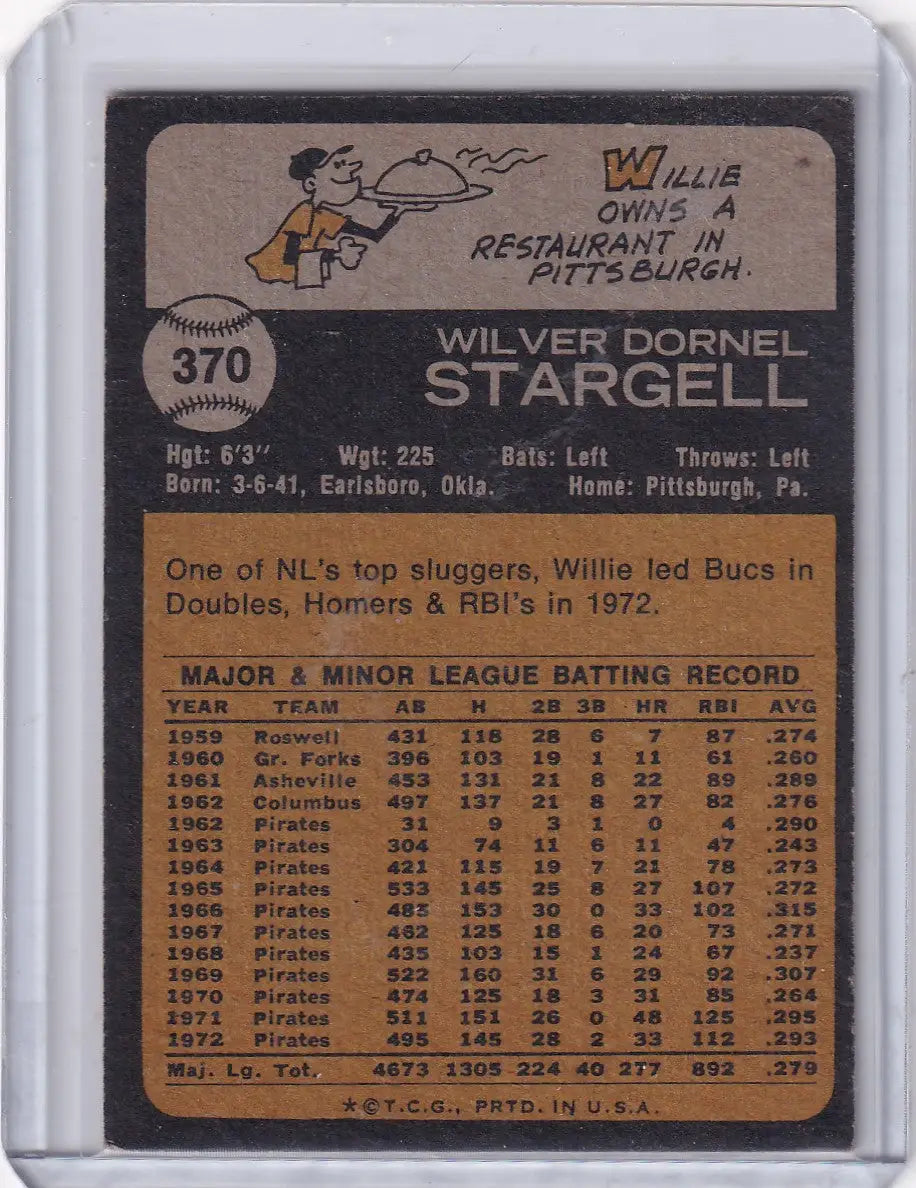 WILLIE
OWNS A
RESTAURANT IN
PITTSBURGH.
370
WILVER DORNEL
STARGELL
Hgt: 6'3" Wgt: 225 Bats: Left Throws: Left
Born: 3-6-41, Earlsboro, Okla. Home: Pittsburgh, Pa.
One of NL's top sluggers, Willie led Bucs in
Doubles, Homers & RBI's in 1972.
MAJOR & MINOR LEAGUE BATTING RECORD
YEAR TEAM AB H 2B 3B HR RBI AVG
1959 Roswell 431 118 28 6 7 87 .274
1960 Gr. Forks 396 103 19 1 11 61 .260
1961 Asheville 453 131 21 8 22 89 .289
1962 Columbus 497 137 21 8 27 82 .276
1962 Pirates 31 9 3 1 0 4 .290
1963 Pirates 304 74 11 6 11 47 .243
1964 Pirates 421 115 19 7 21 78 .273
1965 Pirates 533 145 25 8 27 107 .272
1966 Pirates 485 153 30 0 33 102 .315
1967 Pirates 462 125 18 6 20 73 .271
1968 Pirates 435 103 15 1 24 67 .237
1969 Pirates 522 160 31 6 29 92 .307
1970 Pirates 474 125 18 3 31 85 .264
1971 Pirates 511 151 26 0 48 125 .295
1972 Pirates 495 145 28 2 33 112 .293
Maj. Lg. Tot. 4673 1305 224 40 277 892 .279
*©T.C.G., PRTD. IN U.S.A.